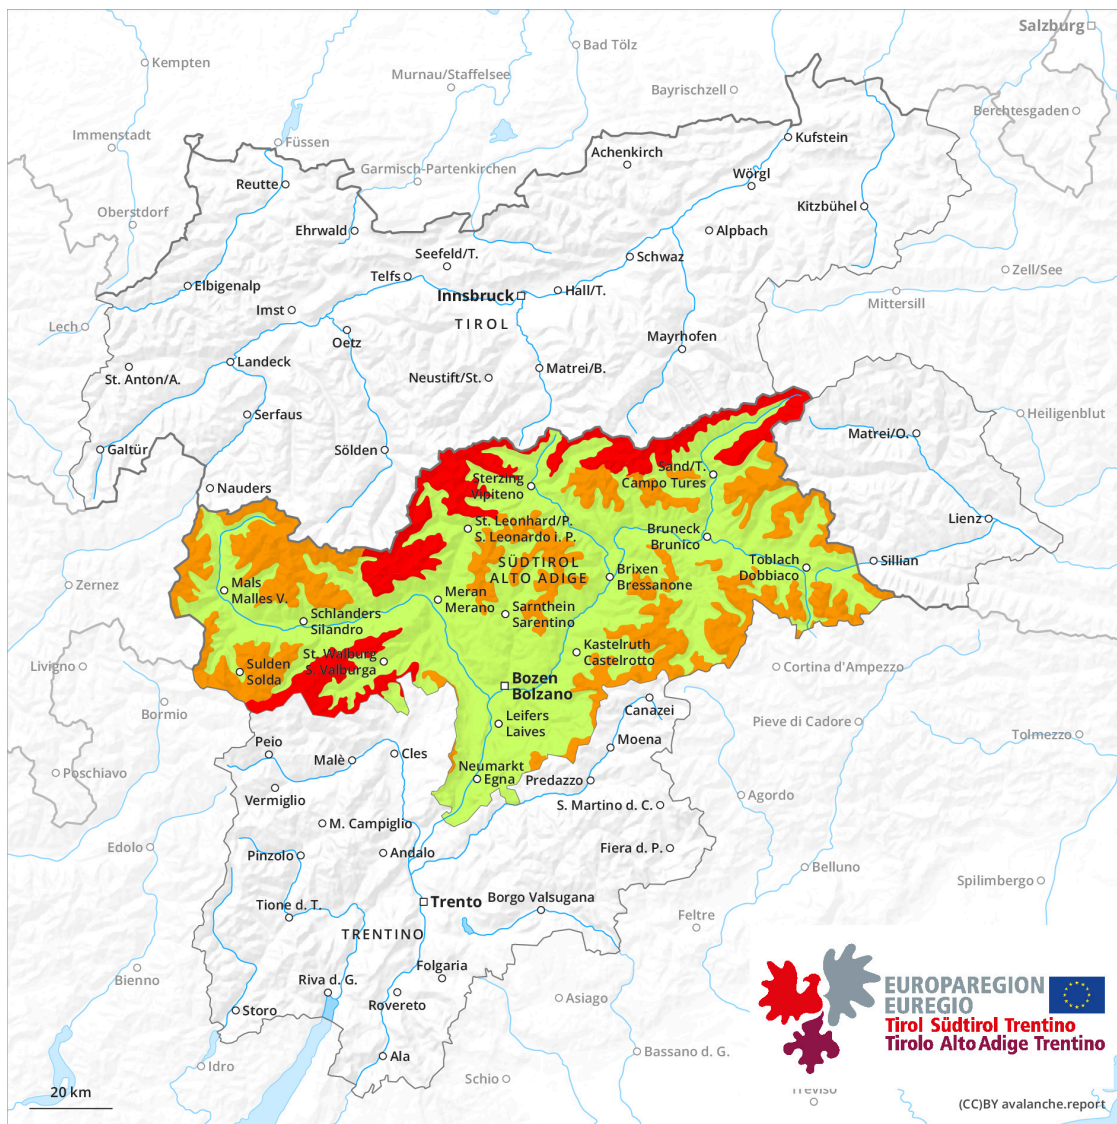 Salzburg
Bad Tölz
Kempten
Murnau/Staffelsee
Bayrischzell
Berchtesgaden
Immenstadt
Füssen
Kufstein
Achenkirch
Garmisch-Partenkirchen
Wörgl
Reutte
Kitzbühel
Oberstdorf
Ehrwald
Alpbach
Seefeld/T.
Schwaz
Zell/See
Telfs
Elbigenalp
Hall/T.
Innsbruck
Mittersill
Imst
TIROL
Lech
Oetz
Mayrhofen
Landeck
Matrei/B.
St. Anton/A.
Neustift/St.
Serfaus
Heiligenblut
Matrei/O.
Galtür
Sölden
Sand/T.
Campo Tures
Sterzing
Vipiteno
Nauders
Lienz
St. Leonhard/P.
S. Leonardo i. P.
Bruneck
Brunico
SÜDTIROL
ALTO ADIGE
Toblach
Dobbiaco
Sillian
Brixen
Bressanone
Zernez
Mals
Malles V.
Meran
Merano
Sarnthein
Sarentino
Schlanders
Silandro
Kastelruth
Castelrotto
St. Walburg
S. Valburga
Livigno
Sulden
Solda
Cortina d'Ampezzo
Bozen
Bolzano
Bormio
Canazei
Leifers
Laives
Pieve di Cadore
Tolmezzo
Peio
Moena
Cles
Malè
Neumarkt
Egna
Poschiavo
Predazzo
Vermiglio
Agordo
S. Martino d. C.
M. Campiglio
Edolo
Fiera d. P.
Pinzolo
Andalo
Belluno
Spilimbergo
Borgo Valsugana
Trento
Tione d. T.
Feltre
TRENTINO
Folgaria
Bienno
Riva d. G.
EUROPAREGION
EUREGIO
Tirol Südtirol Trentino
Tirolo Alto Adige Trentino
Asiago
Rovereto
Storo
Ala
Bassano d. G.
Idro
Schio
Treviso
20 km
(CC)BY avalanche.report